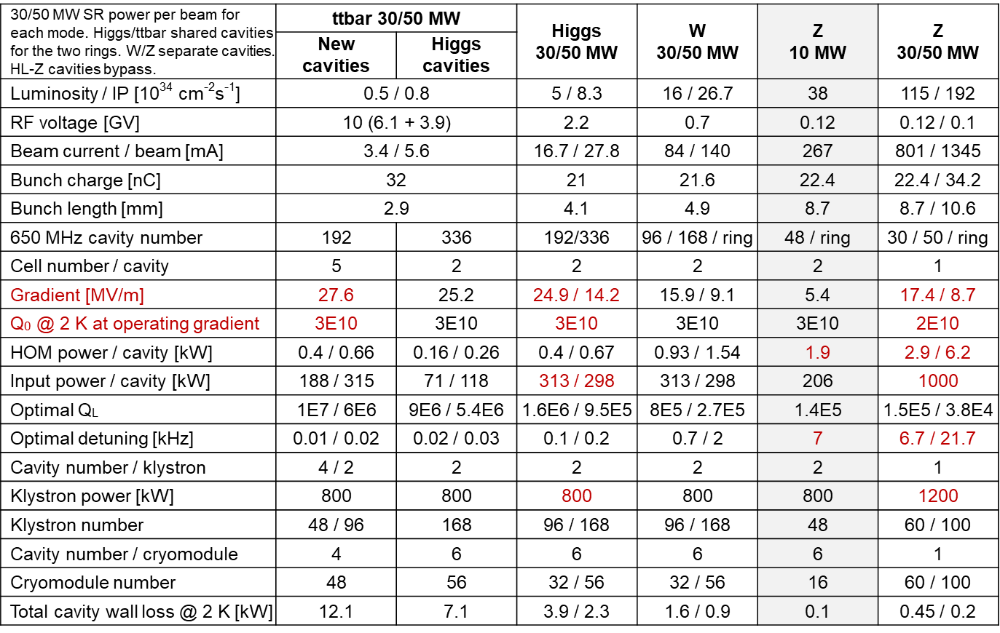 30/50 MW SR power per beam for
each mode. Higgs/ttbar shared cavities
for the two rings. W/Z separate cavities.
HL-Z cavities bypass.
ttbar 30/50 MW
New
cavities
Higgs
cavities
Higgs
30/50 MW
W
30/50 MW
Z
10 MW
Z
30/50 MW
Luminosity / IP [10³⁴ cm⁻²s⁻¹] 0.5 / 0.8 5 / 8.3 16 / 26.7 38 115 / 192
RF voltage [GV] 10 (6.1 + 3.9) 2.2 0.7 0.12 0.12 / 0.1
Beam current / beam [mA] 3.4 / 5.6 16.7 / 27.8 84 / 140 267 801 / 1345
Bunch charge [nC] 32 21 21.6 22.4 22.4 / 34.2
Bunch length [mm] 2.9 4.1 4.9 8.7 8.7 / 10.6
650 MHz cavity number 192 336 192/336 96 / 168 / ring 48 / ring 30 / 50 / ring
Cell number / cavity 5 2 2 2 2 1
Gradient [MV/m] 27.6 25.2 24.9 / 14.2 15.9 / 9.1 5.4 17.4 / 8.7
Q₀ @ 2 K at operating gradient 3E10 3E10 3E10 3E10 3E10 2E10
HOM power / cavity [kW] 0.4 / 0.66 0.16 / 0.26 0.4 / 0.67 0.93 / 1.54 1.9 2.9 / 6.2
Input power / cavity [kW] 188 / 315 71 / 118 313 / 298 313 / 298 206 1000
Optimal QL 1E7 / 6E6 9E6 / 5.4E6 1.6E6 / 9.5E5 8E5 / 2.7E5 1.4E5 1.5E5 / 3.8E4
Optimal detuning [kHz] 0.01 / 0.02 0.02 / 0.03 0.1 / 0.2 0.7 / 2 7 6.7 / 21.7
Cavity number / klystron 4 / 2 2 2 2 2 1
Klystron power [kW] 800 800 800 800 800 1200
Klystron number 48 / 96 168 96 / 168 96 / 168 48 60 / 100
Cavity number / cryomodule 4 6 6 6 6 1
Cryomodule number 48 56 32 / 56 32 / 56 16 60 / 100
Total cavity wall loss @ 2 K [kW] 12.1 7.1 3.9 / 2.3 1.6 / 0.9 0.1 0.45 / 0.2